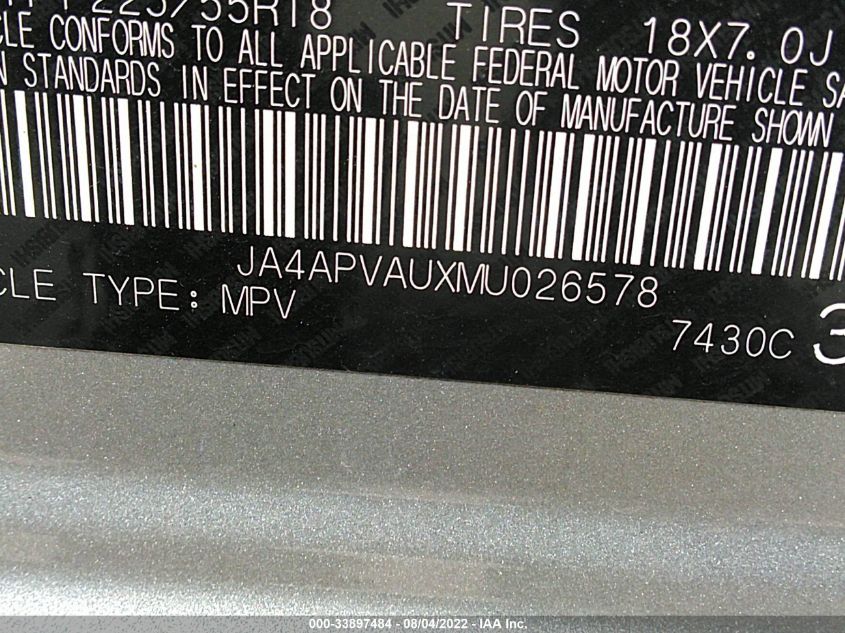 225/55R18 TIRES 18X7.0J
CLE CONFORMS TO ALL APPLICABLE FEDERAL MOTOR VEHICLE SA
N STANDARDS IN EFFECT ON THE DATE OF MANUFACTURE SHOWN
JA4APVAUXMU026578
CLE TYPE: MPV
7430C 3
000-33897484 - 08/04/2022 - IAA Inc.